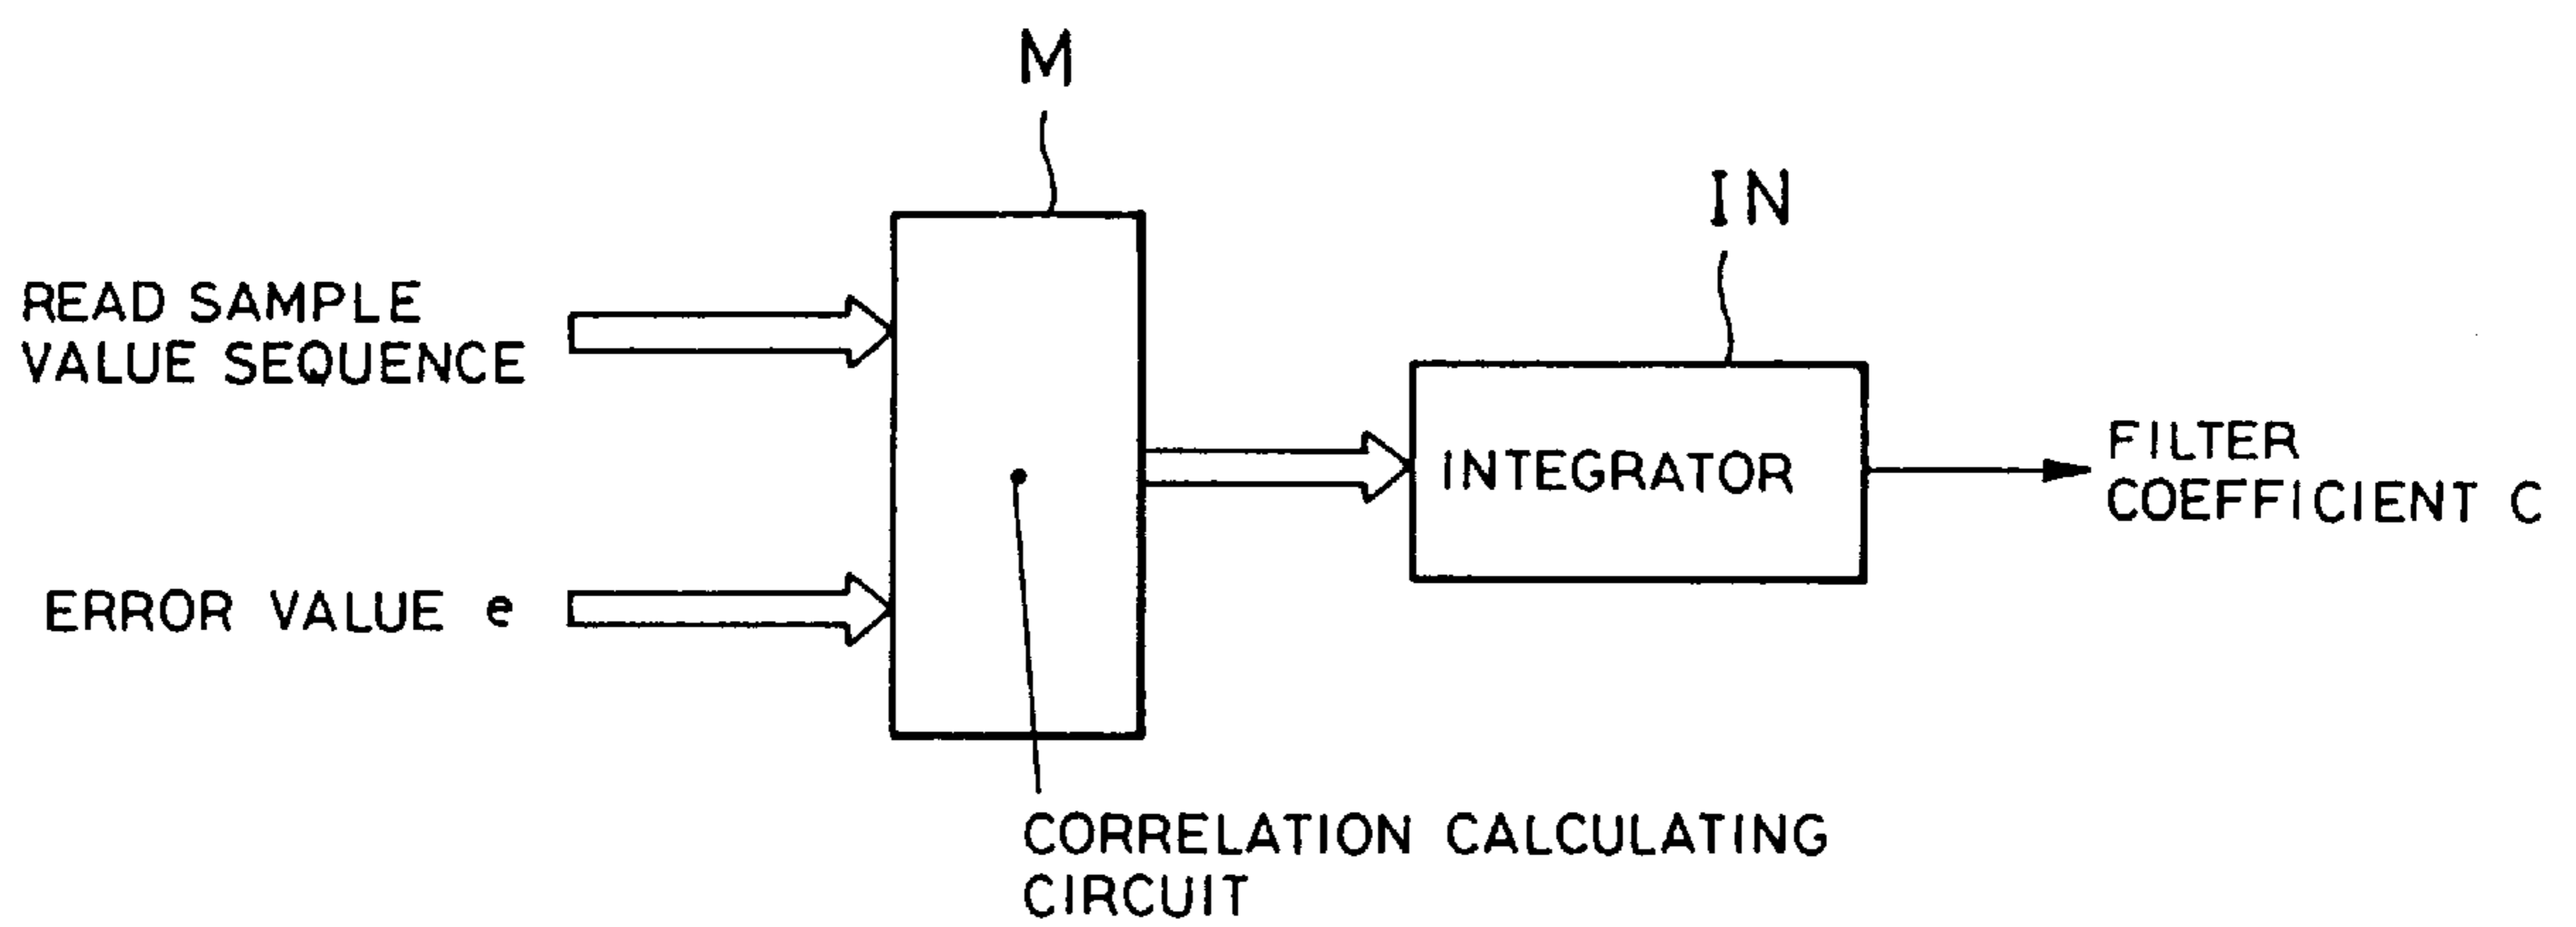 M
IN
READ SAMPLE
VALUE SEQUENCE
INTEGRATOR
FILTER
COEFFICIENT C
ERROR VALUE e
CORRELATION CALCULATING
CIRCUIT